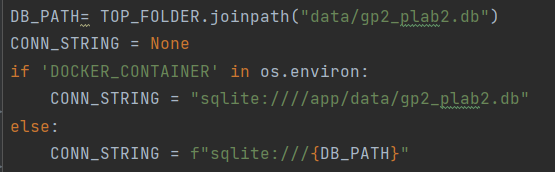 DB_PATH= TOP_FOLDER.joinpath("data/gp2_plab2.db")
CONN_STRING = None
if 'DOCKER_CONTAINER' in os.environ:
    CONN_STRING = "sqlite:////app/data/gp2_plab2.db"
else:
    CONN_STRING = f"sqlite:///{DB_PATH}"